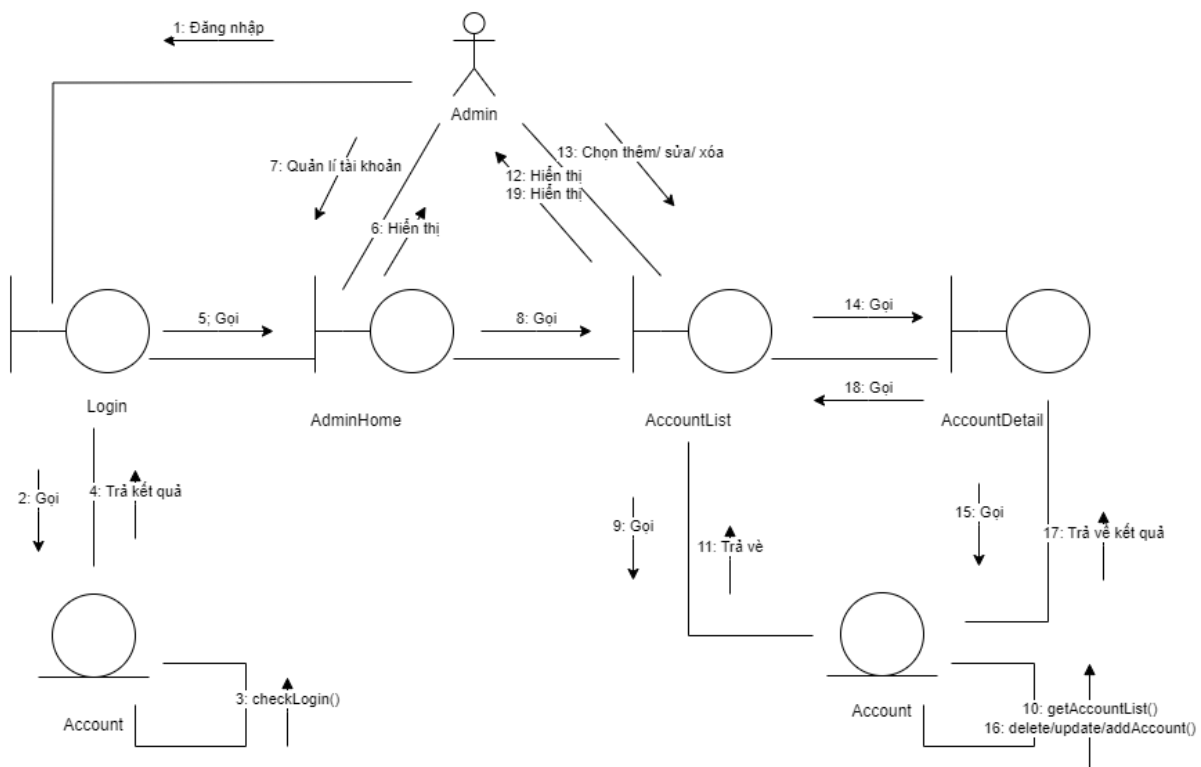 1: Đăng nhập
Admin
7: Quản lí tài khoản
13: Chọn thêm/ sửa/ xóa
12: Hiển thị
19: Hiển thị
6: Hiển thị
5; Gọi
8: Gọi
14: Gọi
18: Gọi
Login
AdminHome
AccountList
AccountDetail
2: Gọi
4: Trả kết quả
9: Gọi
11: Trả vè
15: Gọi
17: Trả về kết quả
3: checkLogin()
Account
10: getAccountList()
16: delete/update/addAccount()
Account